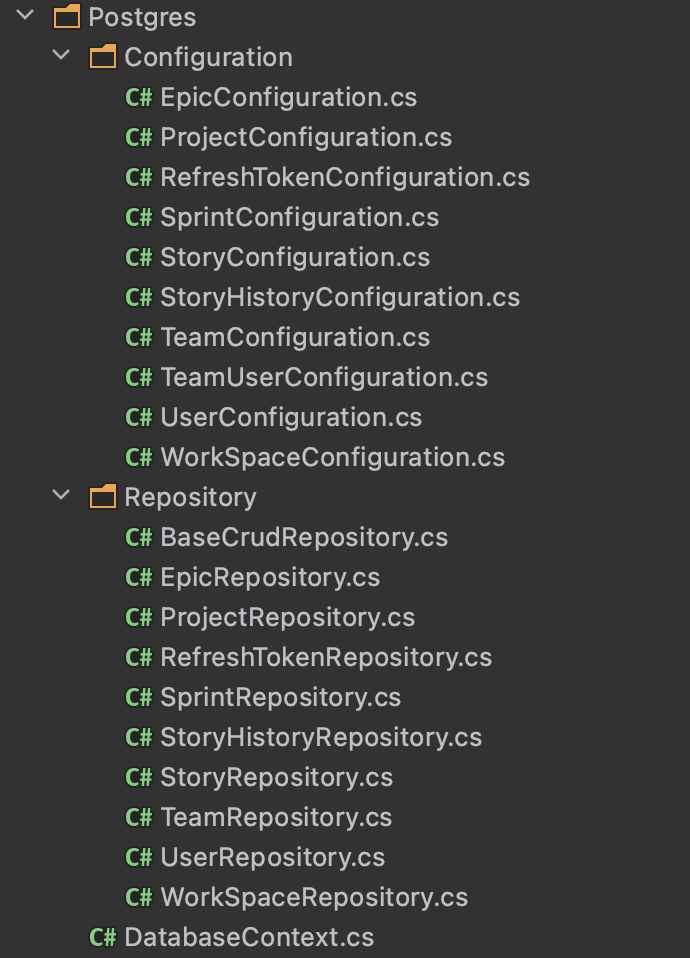 Postgres
Configuration
C# EpicConfiguration.cs
C# ProjectConfiguration.cs
C# RefreshTokenConfiguration.cs
C# SprintConfiguration.cs
C# StoryConfiguration.cs
C# StoryHistoryConfiguration.cs
C# TeamConfiguration.cs
C# TeamUserConfiguration.cs
C# UserConfiguration.cs
C# WorkSpaceConfiguration.cs
Repository
C# BaseCrudRepository.cs
C# EpicRepository.cs
C# ProjectRepository.cs
C# RefreshTokenRepository.cs
C# SprintRepository.cs
C# StoryHistoryRepository.cs
C# StoryRepository.cs
C# TeamRepository.cs
C# UserRepository.cs
C# WorkSpaceRepository.cs
C# DatabaseContext.cs